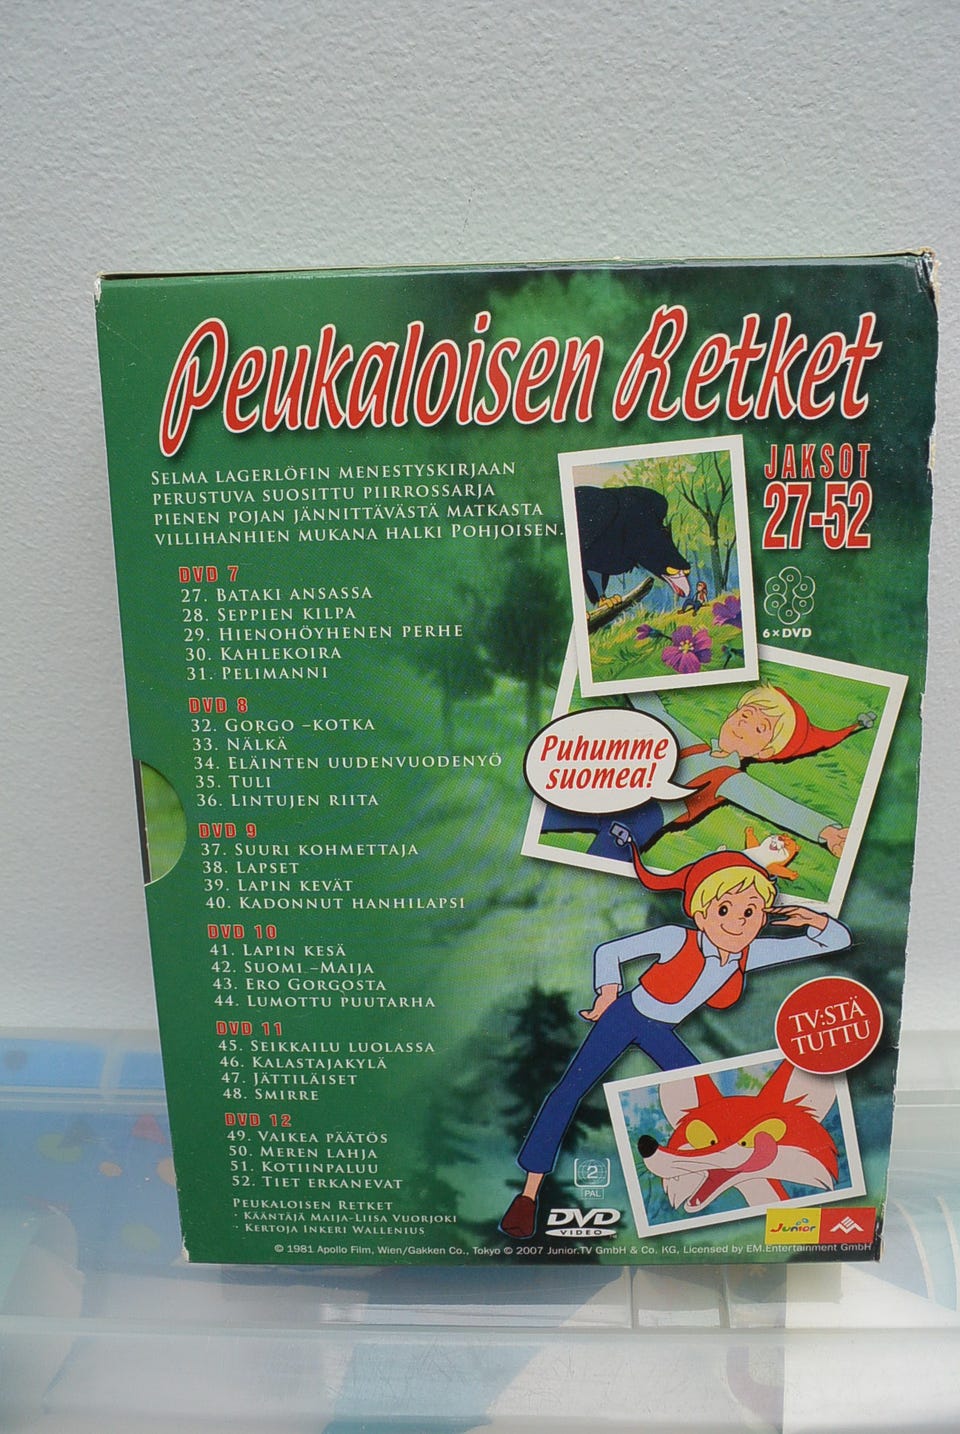 Peukaloisen Retket
JAKSOT
27-52
6×DVD
SELMA LAGERLÖFIN MENESTYSKIRJAAN
PERUSTUVA SUOSITTU PIIRROSSARJA
PIENEN POJAN JÄNNITTÄVÄSTÄ MATKASTA
VILLIHANHIEN MUKANA HALKI POHJOISEN.
DVD 7
27. BATAKI ANSASSA
28. SEPPIEN KILPA
29. HIENOHÖYHENEN PERHE
30. KAHLEKOIRA
31. PELIMANNI
DVD 8
32. GORGO –KOTKA
33. NÄLKÄ
34. ELÄINTEN UUDENVUODENYÖ
35. TULI
36. LINTUJEN RIITA
DVD 9
37. SUURI KOHMETTAJA
38. LAPSET
39. LAPIN KEVÄT
40. KADONNUT HANHILAPSI
DVD 10
41. LAPIN KESÄ
42. SUOMI –MAIJA
43. ERO GORGOSTA
44. LUMOTTU PUUTARHA
DVD 11
45. SEIKKAILU LUOLASSA
46. KALASTAJAKYLÄ
47. JÄTTILÄISET
48. SMIRRE
DVD 12
49. VAIKEA PÄÄTÖS
50. MEREN LAHJA
51. KOTIINPALUU
52. TIET ERKANEVAT
PEUKALOISEN RETKET
· KÄÄNTÄJÄ MAIJA-LIISA VUORJOKI
· KERTOJA INKERI WALLENIUS
Puhumme
suomea!
TV:STÄ
TUTTU
2
PAL
DVD
VIDEO
Junior
© 1981 Apollo Film, Wien/Gakken Co., Tokyo © 2007 Junior.TV GmbH & Co. KG, Licensed by EM.Entertainment GmbH